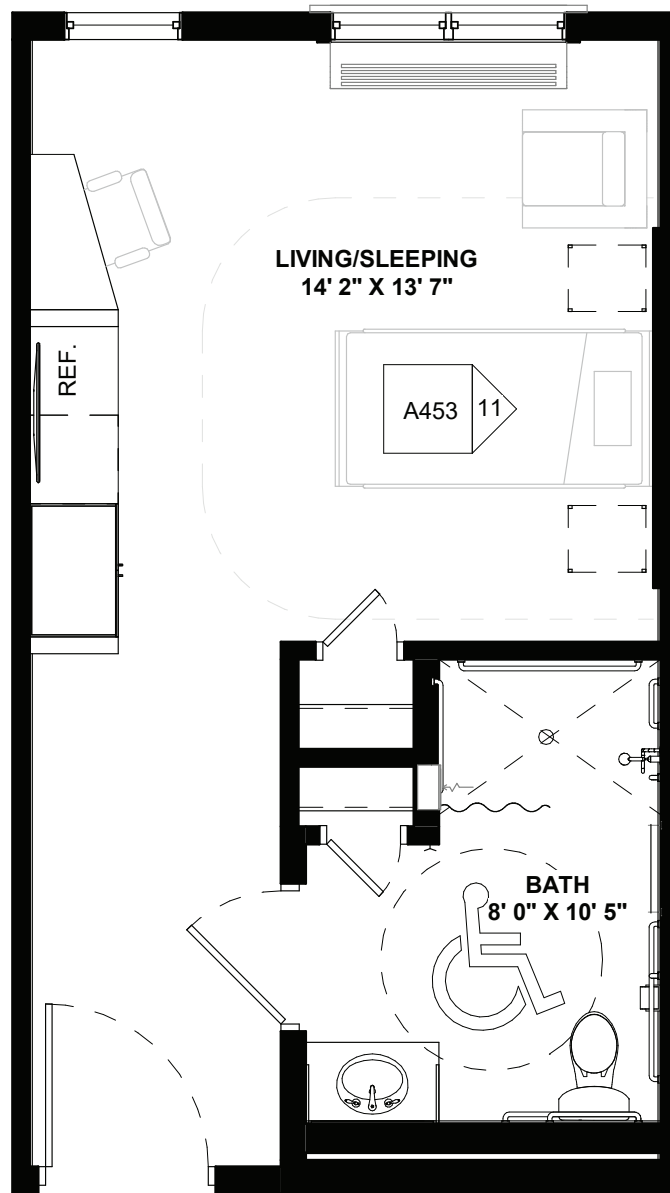 LIVING/SLEEPING
14' 2" X 13' 7"
REF.
A453
11
BATH
8' 0" X 10' 5"